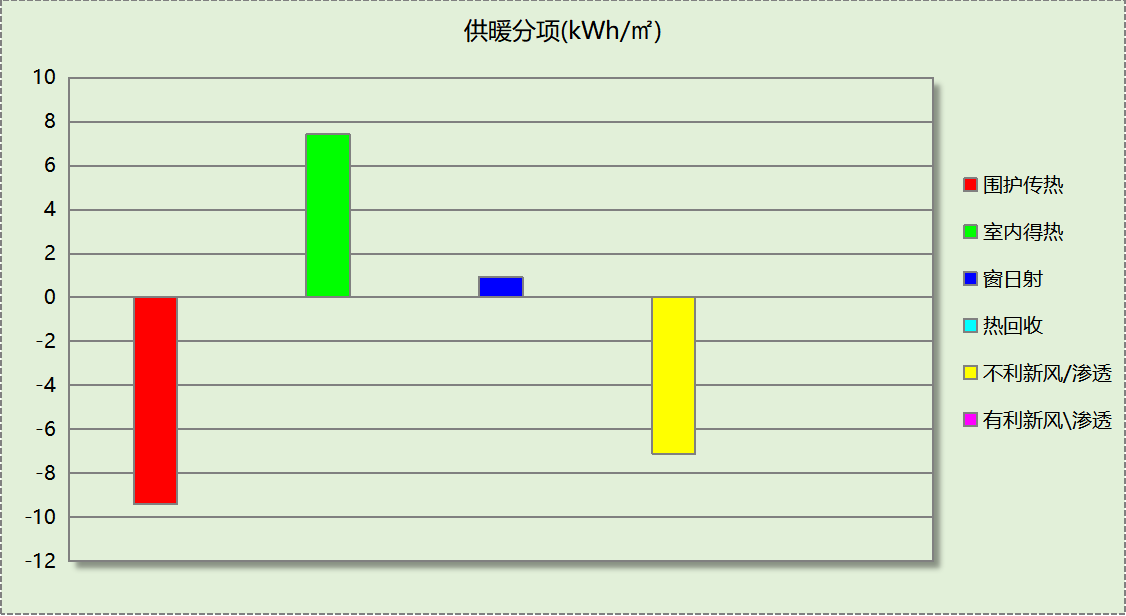 供暖分项(kWh/㎡)
10
8
6
4
2
0
-2
-4
-6
-8
-10
-12
围护传热
室内得热
窗日射
热回收
不利新风/渗透
有利新风\渗透